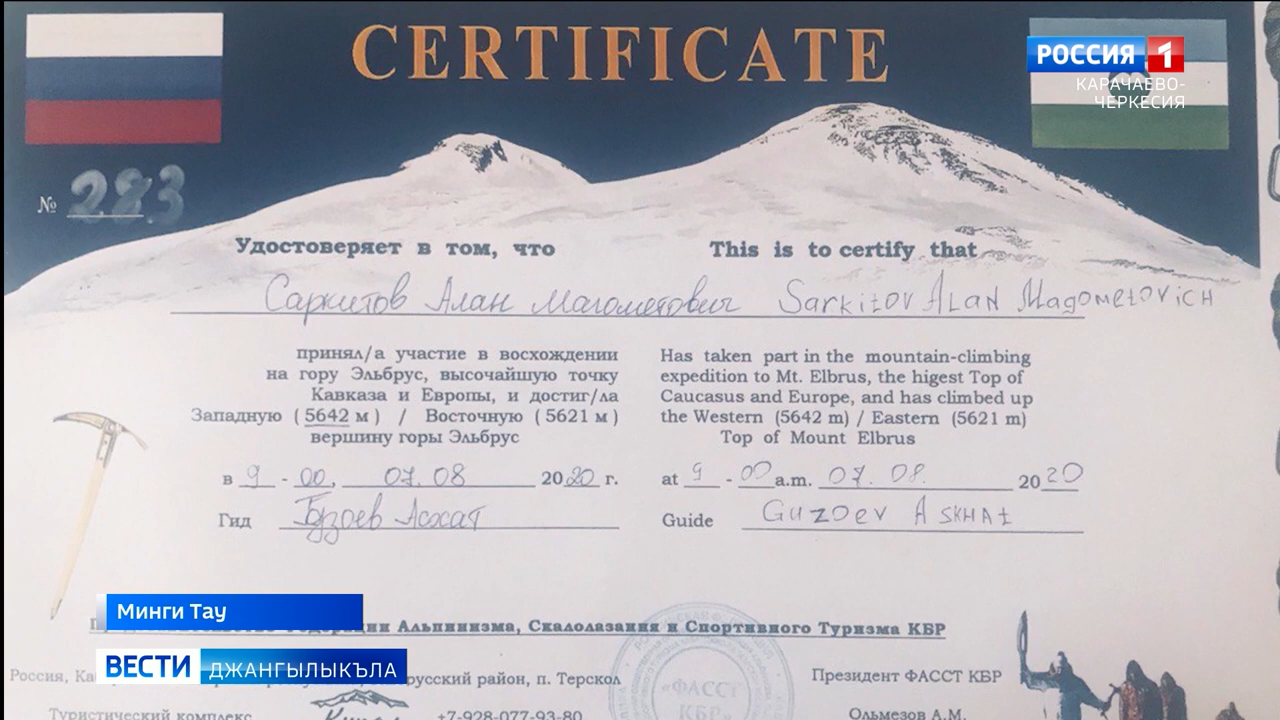 CERTIFICATE
РОССИЯ 1
КАРАЧАЕВО-
ЧЕРКЕСИЯ
№ 223
Удостоверяет в том, что
This is to certify that
Саркитов Алан Магометович Sarkitov Alan Magometovich
принял/а участие в восхождении
на гору Эльбрус, высочайшую точку
Кавказа и Европы, и достиг/ла
Западную (5642 м) / Восточную (5621 м)
вершину горы Эльбрус
Has taken part in the mountain-climbing
expedition to Mt. Elbrus, the higest Top of
Caucasus and Europe, and has climbed up
the Western (5642 m) / Eastern (5621 m)
Top of Mount Elbrus
в 9 - 00, 07.08 2020 г.
at 9 - 00 a.m. 07.08. 2020
Гид Гузоев Асхат
Guide Guzoev Askhat
Минги Тау
Альпинизма, Скалолазания и Спортивного Туризма КБР
ВЕСТИ ДЖАНГЫЛЫКЪЛА
Россия, район, п. Терскол
«ФАССТ
КБР»
Президент ФАССТ КБР
Туристический комплекс
+7-928-077-93-80
Ольмезов А.М.